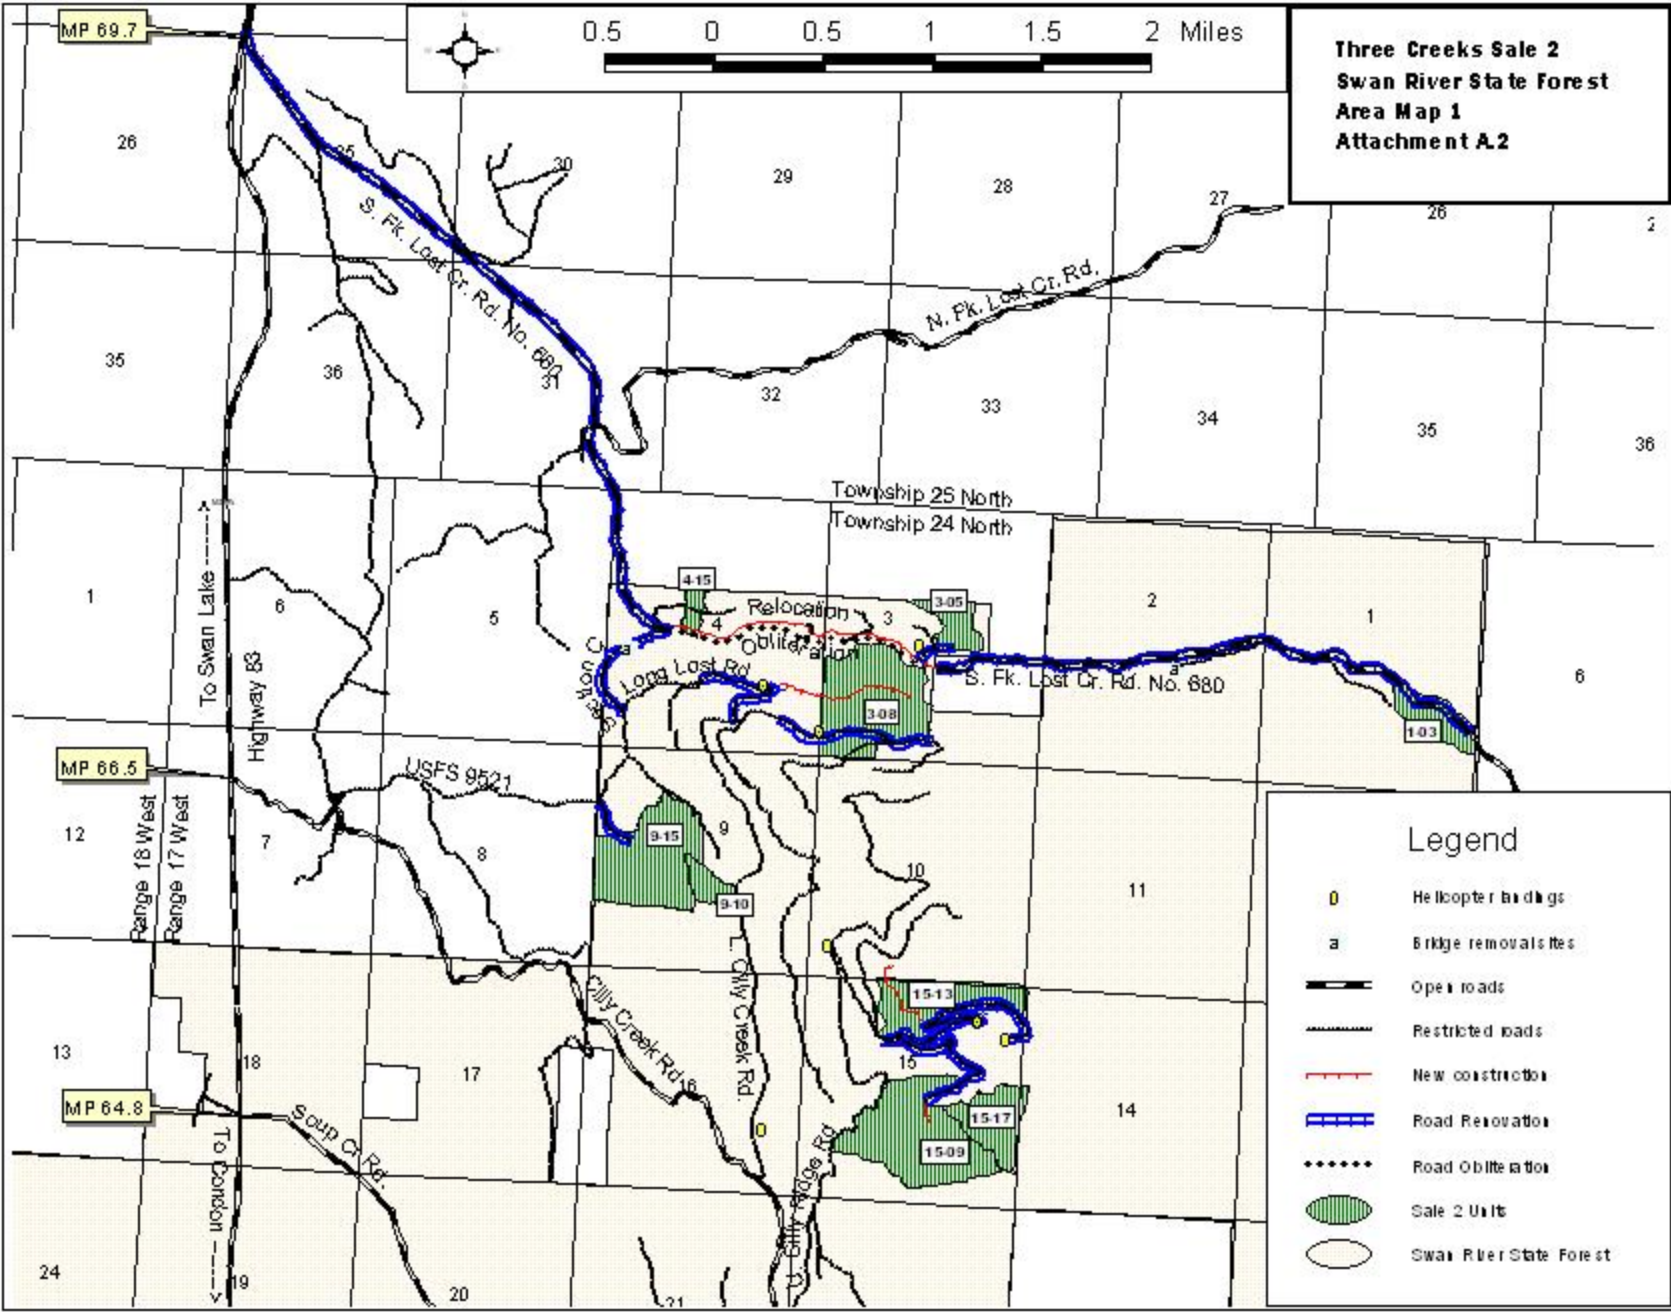 MP 69.7
0.5 0 0.5 1 1.5 2 Miles
Three Creeks Sale 2
Swan River State Forest
Area Map 1
Attachment A.2
26
25
30
29
28
27
26
2
S. Fk. Lost Cr. Rd. No. 680
N. Fk. Lost Cr. Rd.
35
36
31
32
33
34
35
36
Township 25 North
Township 24 North
To Swan Lake
Highway 83
1
6
5
4-15
4
Relocation
Obliteration
3
3-05
2
1
6
Long Lost Rd
S. Fk. Lost Cr. Rd. No. 680
a
3-08
1-03
MP 66.5
USFS 9521
Range 18 West
Range 17 West
12
7
8
9-15
9
9-10
10
11
L. Cilly Creek Rd.
Cilly Creek Rd.
13
18
17
16
15-13
15
15-17
15-09
14
MP 64.8
Soup Cr Rd.
To Condon
24
19
20
21
Legend
Helicopter landings
a Bridge removal sites
Open roads
Restricted roads
New construction
Road Renovation
Road Obliteration
Sale 2 Units
Swan River State Forest